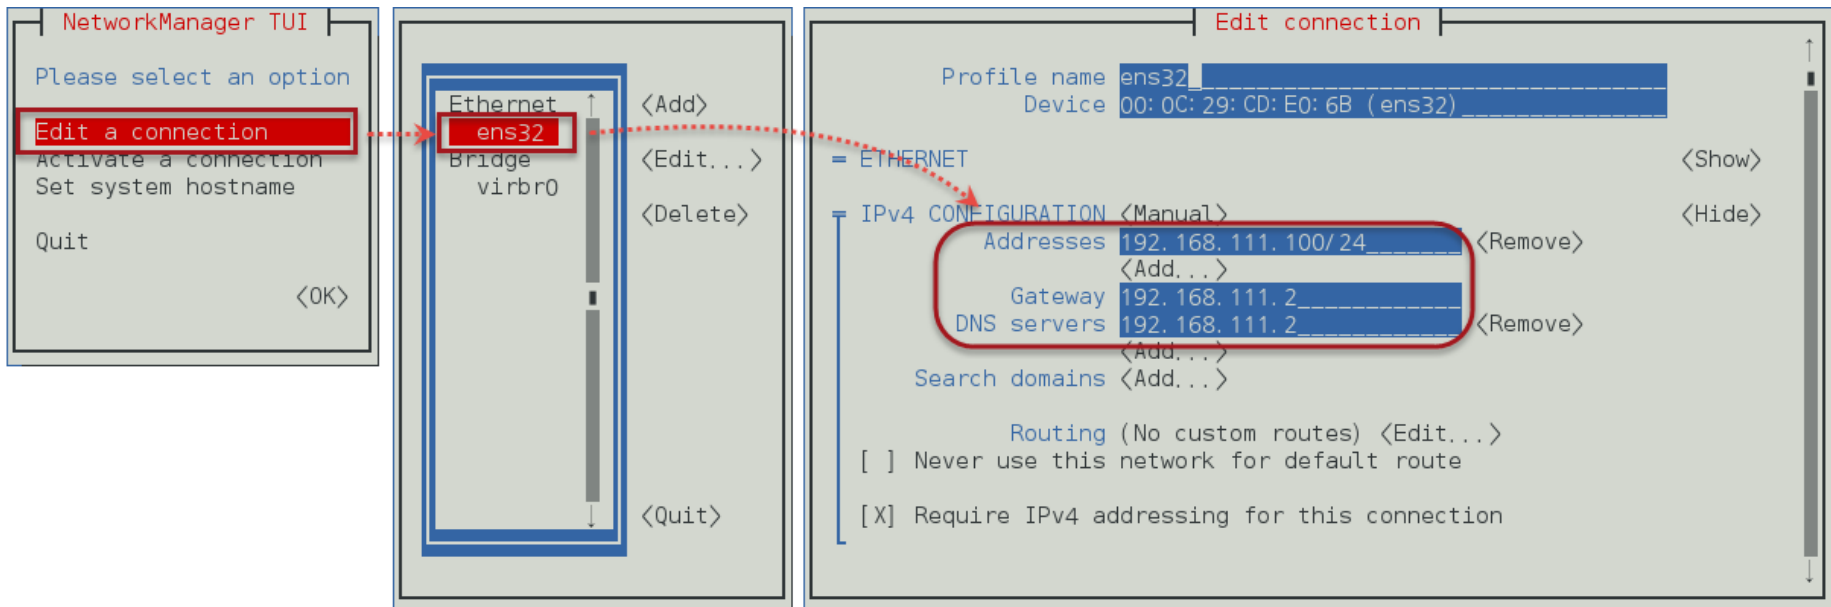 NetworkManager TUI
Please select an option
Edit a connection
Activate a connection
Set system hostname
Quit
<OK>
Ethernet
ens32
Bridge
virbr0
<Add>
<Edit...>
<Delete>
<Quit>
Edit connection
Profile name ens32
Device 00:0C:29:CD:E0:6B (ens32)
= ETHERNET <Show>
= IPv4 CONFIGURATION <Manual> <Hide>
Addresses 192.168.111.100/24 <Remove>
<Add...>
Gateway 192.168.111.2
DNS servers 192.168.111.2 <Remove>
<Add...>
Search domains <Add...>
Routing (No custom routes) <Edit...>
[ ] Never use this network for default route
[X] Require IPv4 addressing for this connection